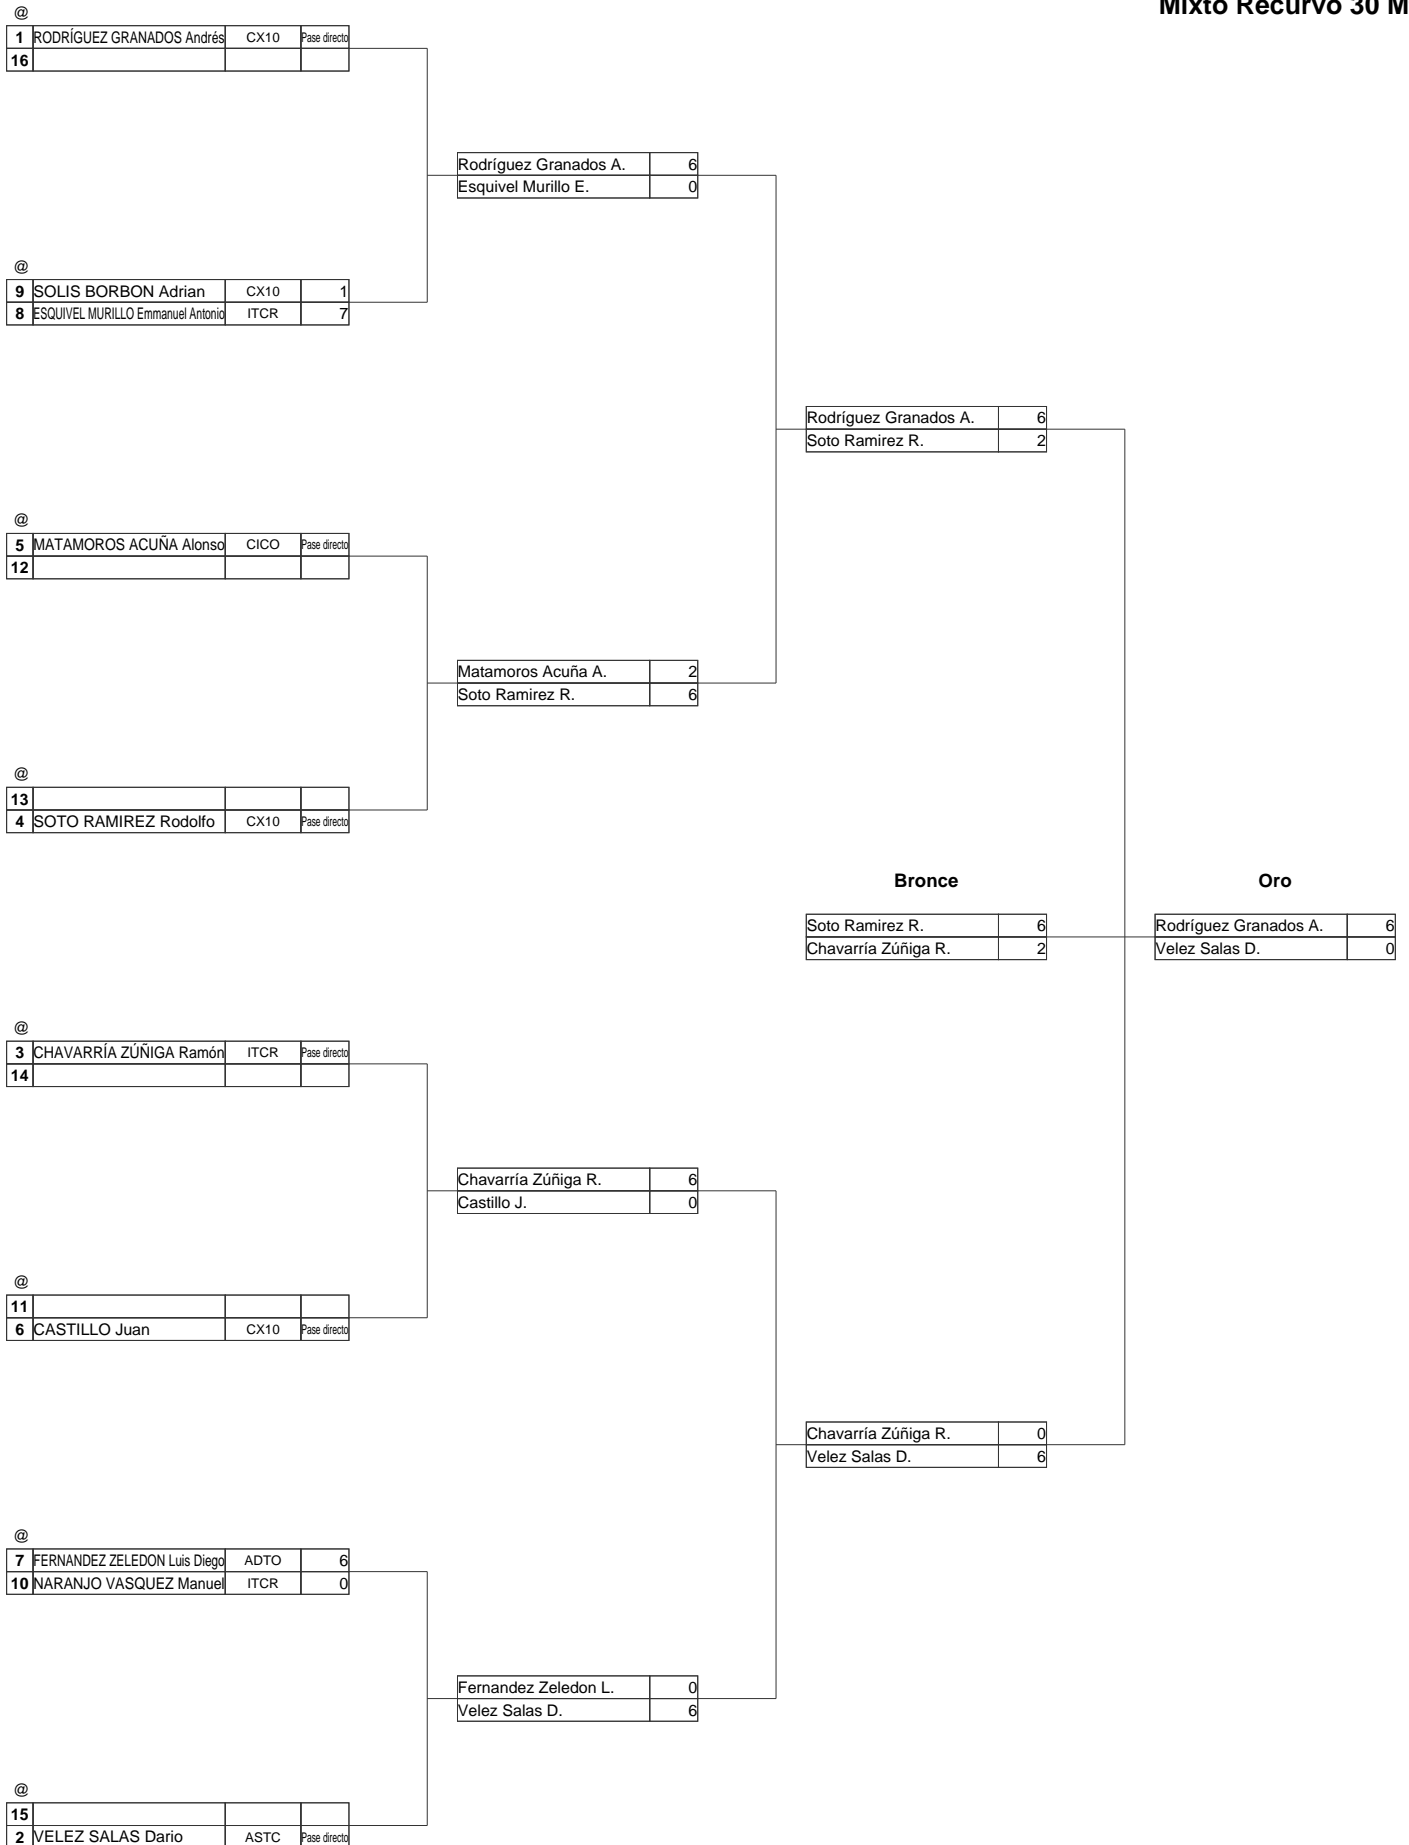 Mixto Recurvo 30 M
@
1 RODRÍGUEZ GRANADOS Andrés CX10 Pase directo
16
Rodríguez Granados A. 6
Esquivel Murillo E. 0
@
9 SOLIS BORBON Adrian CX10 1
8 ESQUIVEL MURILLO Emmanuel Antonio ITCR 7
Rodríguez Granados A. 6
Soto Ramirez R. 2
@
5 MATAMOROS ACUÑA Alonso CICO Pase directo
12
Matamoros Acuña A. 2
Soto Ramirez R. 6
@
13
4 SOTO RAMIREZ Rodolfo CX10 Pase directo
Bronce Oro
Soto Ramirez R. 6 Rodríguez Granados A. 6
Chavarría Zúñiga R. 2 Velez Salas D. 0
@
3 CHAVARRÍA ZÚÑIGA Ramón ITCR Pase directo
14
Chavarría Zúñiga R. 6
Castillo J. 0
@
11
6 CASTILLO Juan CX10 Pase directo
Chavarría Zúñiga R. 0
Velez Salas D. 6
@
7 FERNANDEZ ZELEDON Luis Diego ADTO 6
10 NARANJO VASQUEZ Manuel ITCR 0
Fernandez Zeledon L. 0
Velez Salas D. 6
@
15
2 VELEZ SALAS Dario ASTC Pase directo